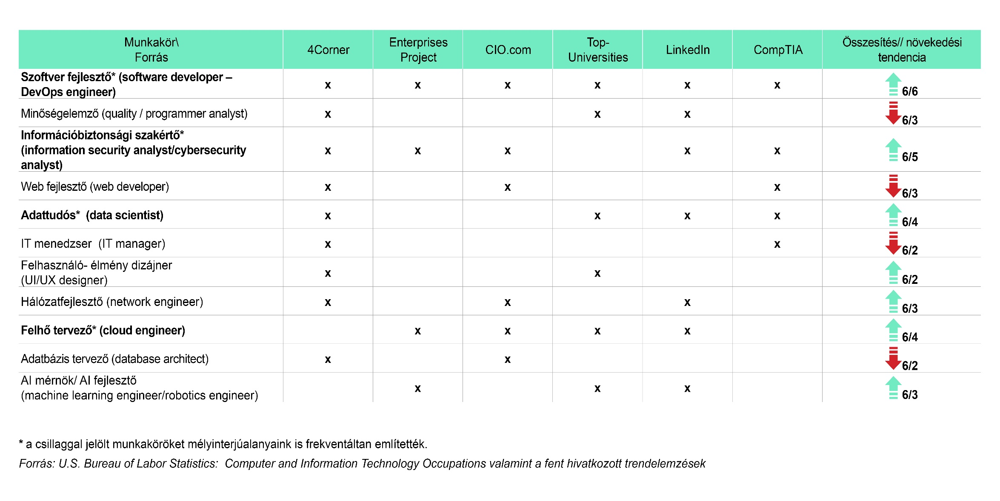 Munkakör\
Forrás
4Corner
Enterprises
Project
CIO.com
Top-
Universities
LinkedIn
CompTIA
Összesítés// növekedési
tendencia
Szoftver fejlesztő* (software developer –
DevOps engineer)
x x x x x x 6/6
Minőségelemző (quality / programmer analyst)
x x x 6/3
Információbiztonsági szakértő*
(information security analyst/cybersecurity
analyst)
x x x x x 6/5
Web fejlesztő (web developer)
x x x 6/3
Adattudós*  (data scientist)
x x x x 6/4
IT menedzser  (IT manager)
x x 6/2
Felhasználó- élmény dizájner
(UI/UX designer)
x x 6/2
Hálózatfejlesztő (network engineer)
x x x 6/3
Felhő tervező* (cloud engineer)
x x x x 6/4
Adatbázis tervező (database architect)
x x 6/2
AI mérnök/ AI fejlesztő
(machine learning engineer/robotics engineer)
x x x 6/3
* a csillaggal jelölt munkaköröket mélyinterjúalanyaink is frekventáltan említették.
Forrás: U.S. Bureau of Labor Statistics:  Computer and Information Technology Occupations valamint a fent hivatkozott trendelemzések